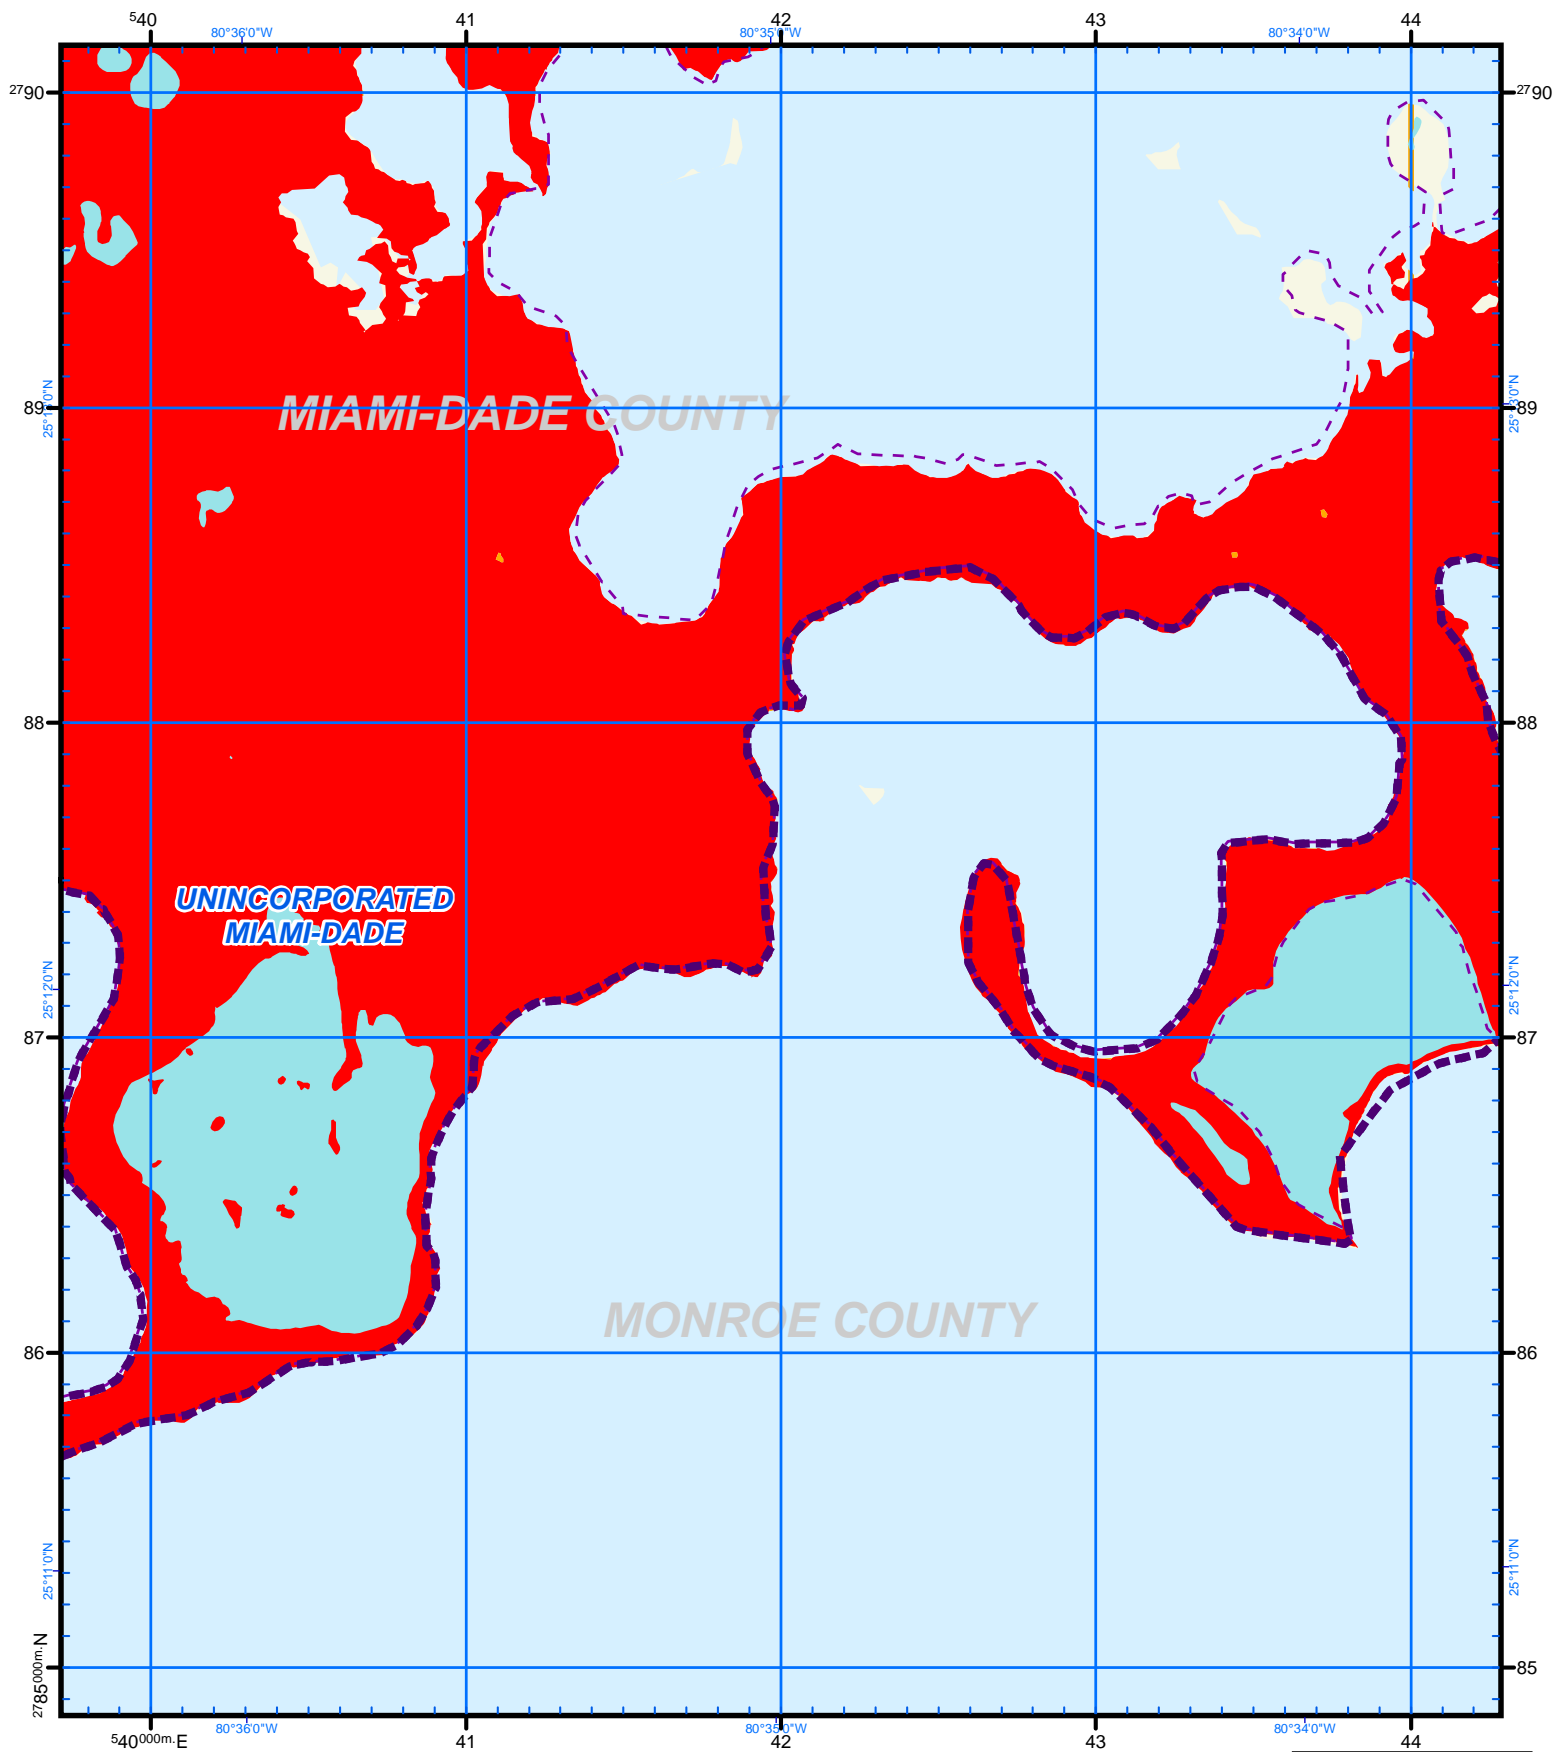 ⁵40 41 42 43 44
80°36'0"W 80°35'0"W 80°34'0"W
²⁷90 ²⁷90
MIAMI-DADE COUNTY
89 89
25°13'0"N 25°13'0"N
88 88
UNINCORPORATED
MIAMI-DADE
25°12'0"N 25°12'0"N
87 87
MONROE COUNTY
86 86
25°11'0"N 25°11'0"N
2785⁰⁰⁰ᵐ·N 85
80°36'0"W 80°35'0"W 80°34'0"W
⁵40⁰⁰⁰ᵐ·E 41 42 43 44